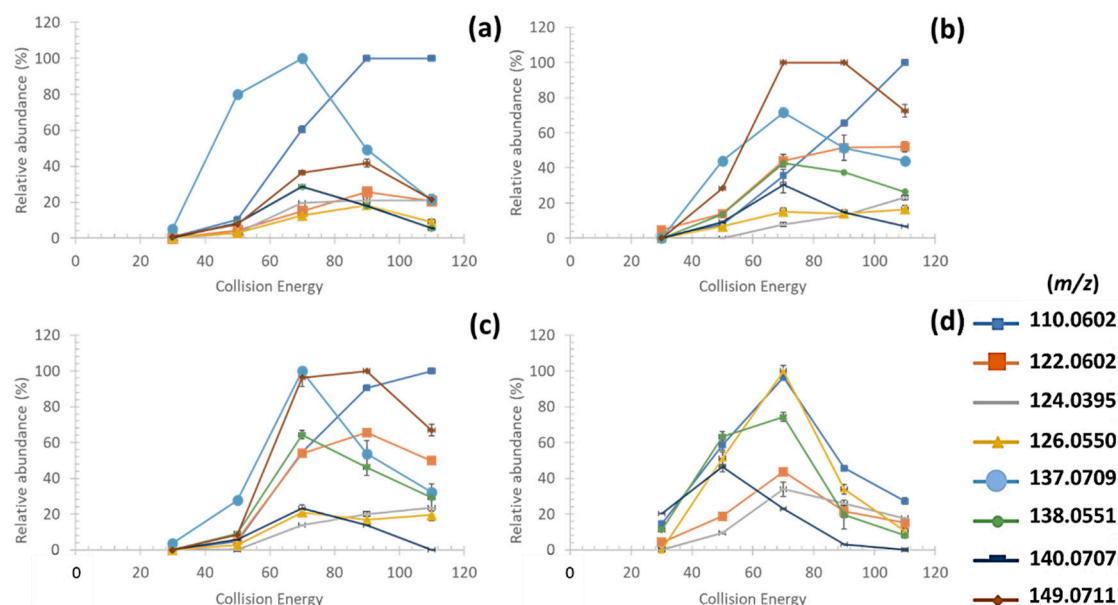 (a)
120
100
80
60
40
20
0
0 20 40 60 80 100 120
Relative abundance (%)
Collision Energy
(b)
120
100
80
60
40
20
0
0 20 40 60 80 100 120
Relative abundance (%)
Collision Energy
(c)
120
100
80
60
40
20
0
0 20 40 60 80 100 120
Relative abundance (%)
Collision Energy
(d)
120
100
80
60
40
20
0
0 20 40 60 80 100 120
Relative abundance (%)
Collision Energy
(m/z)
110.0602
122.0602
124.0395
126.0550
137.0709
138.0551
140.0707
149.0711